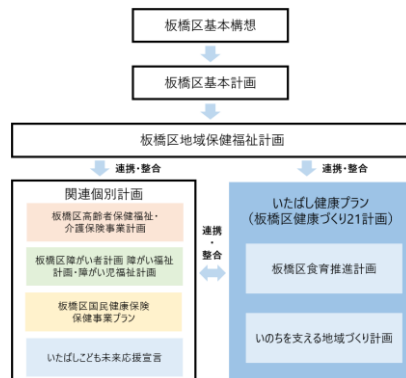 板橋区基本構想
板橋区基本計画
板橋区地域保健福祉計画
連携・整合
連携・整合
関連個別計画
板橋区高齢者保健福祉・
介護保険事業計画
板橋区障がい者計画 障がい福祉
計画・障がい児福祉計画
板橋区国民健康保険
保健事業プラン
いたばしこども未来応援宣言
連携
・
整合
いたばし健康プラン
(板橋区健康づくり21計画)
板橋区食育推進計画
いのちを支える地域づくり計画